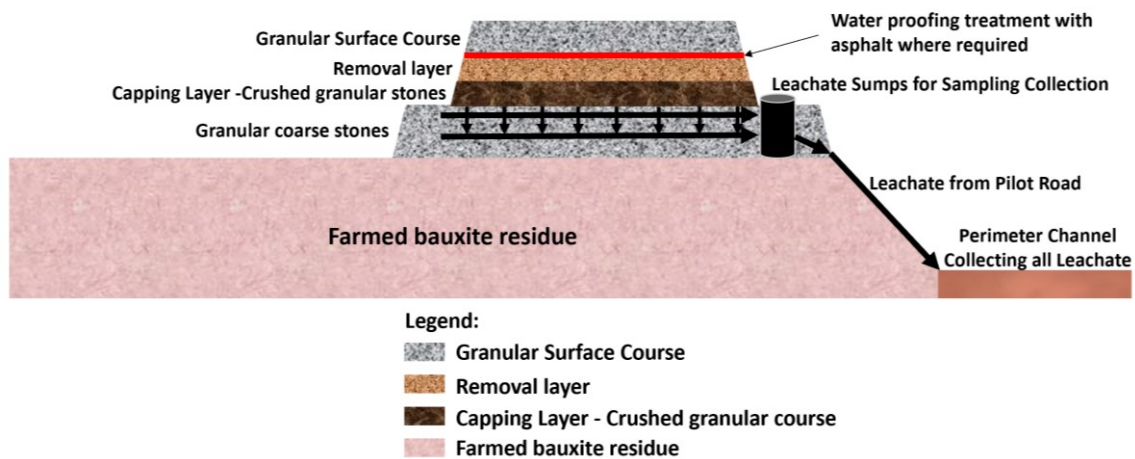 Granular Surface Course
Water proofing treatment with
asphalt where required
Removal layer
Capping Layer -Crushed granular stones
Leachate Sumps for Sampling Collection
Granular coarse stones
Leachate from Pilot Road
Farmed bauxite residue
Perimeter Channel
Collecting all Leachate
Legend:
Granular Surface Course
Removal layer
Capping Layer - Crushed granular course
Farmed bauxite residue